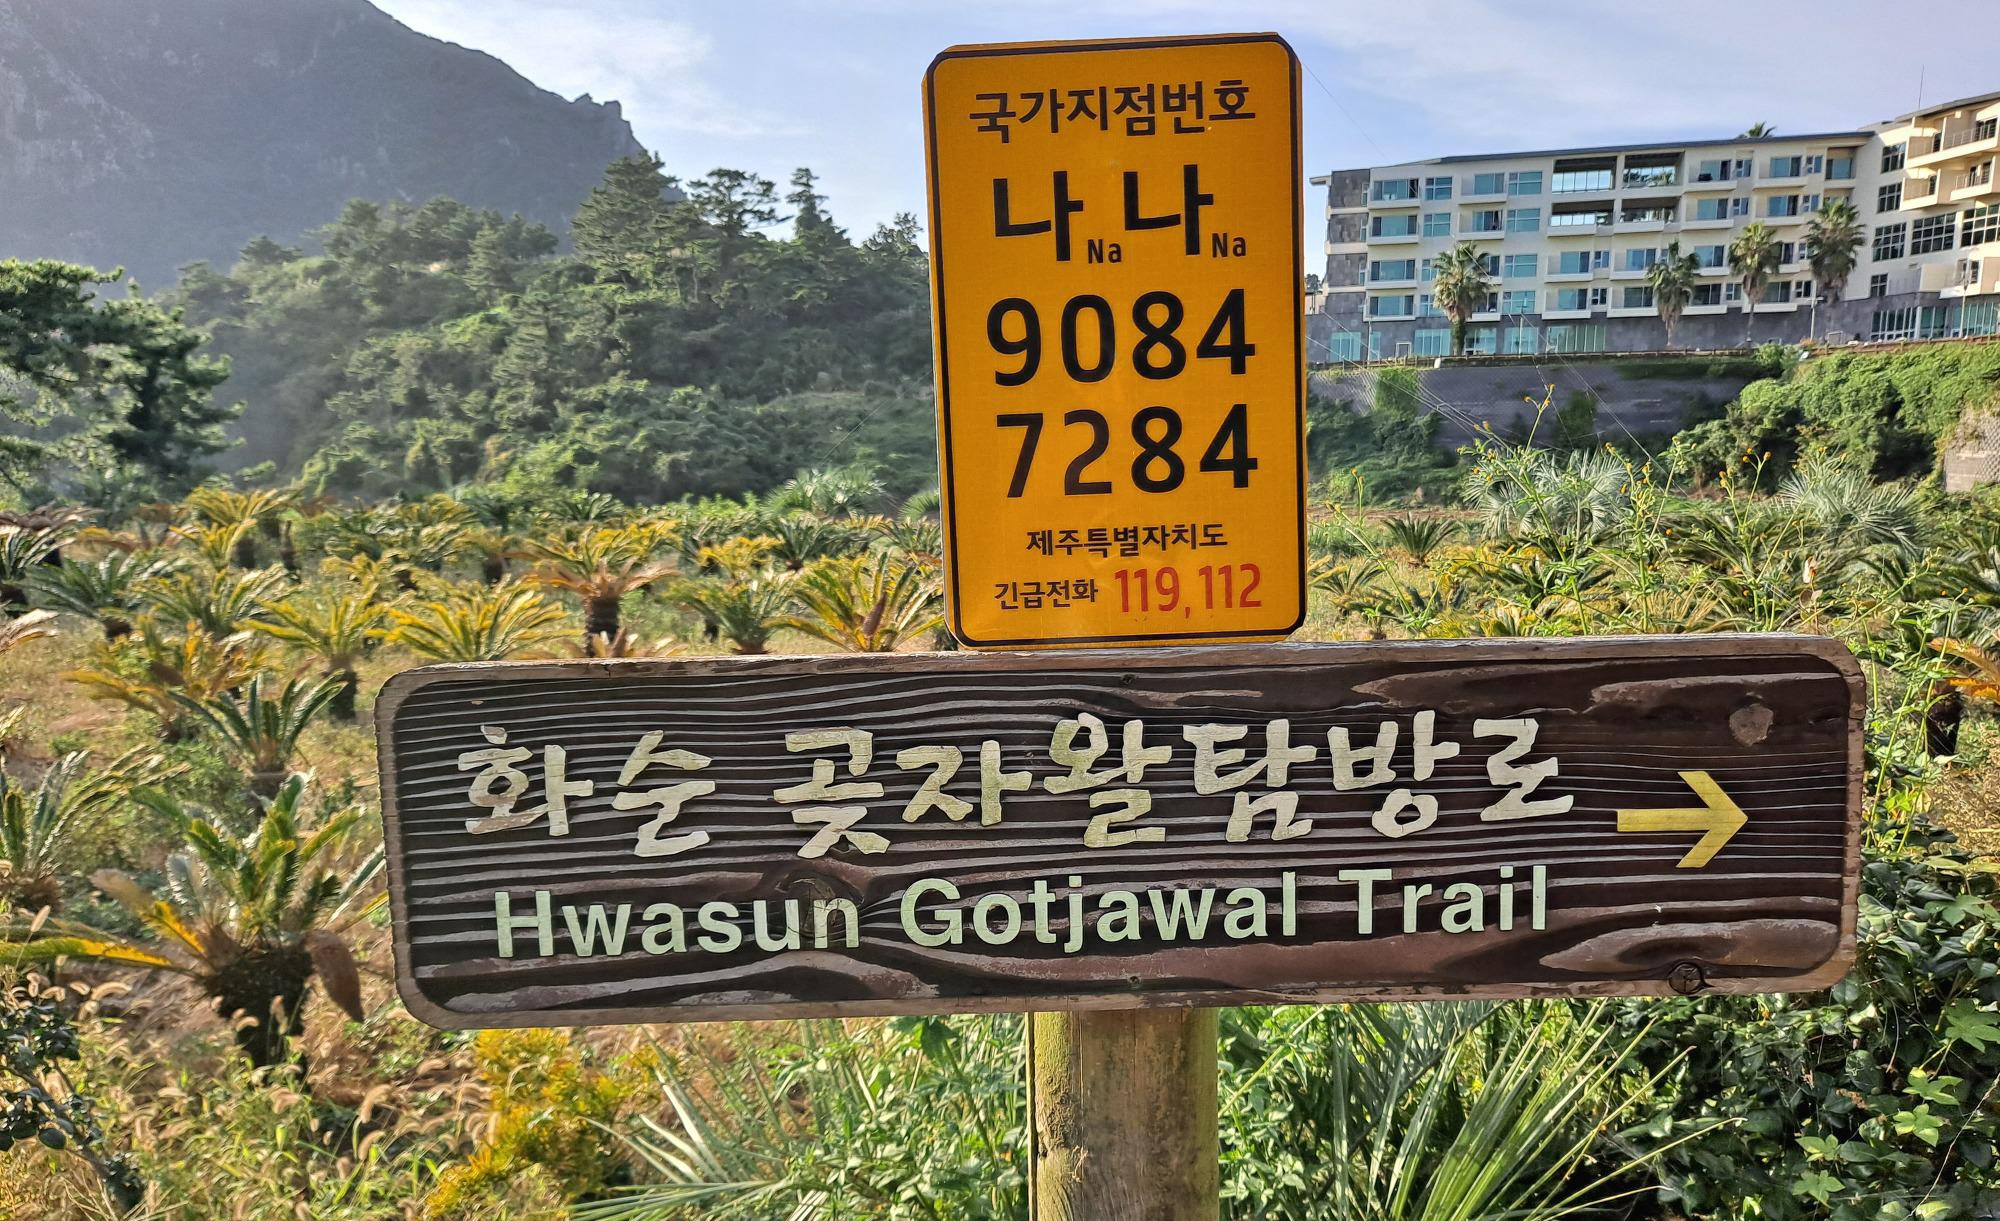 국가지점번호
나Na나Na
9084
7284
제주특별자치도
긴급전화 119, 112
화순 곶자왈탐방로
Hwasun Gotjawal Trail